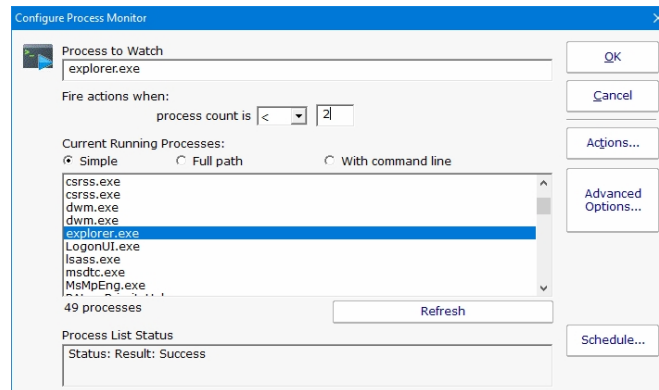 Configure Process Monitor
Process to Watch
explorer.exe
OK
Fire actions when:
process count is < 2
Cancel
Current Running Processes:
Simple Full path With command line
Actions...
csrss.exe
csrss.exe
dwm.exe
dwm.exe
explorer.exe
LogonUI.exe
lsass.exe
msdtc.exe
MsMpEng.exe
Advanced
Options...
49 processes
Refresh
Process List Status
Status: Result: Success
Schedule...